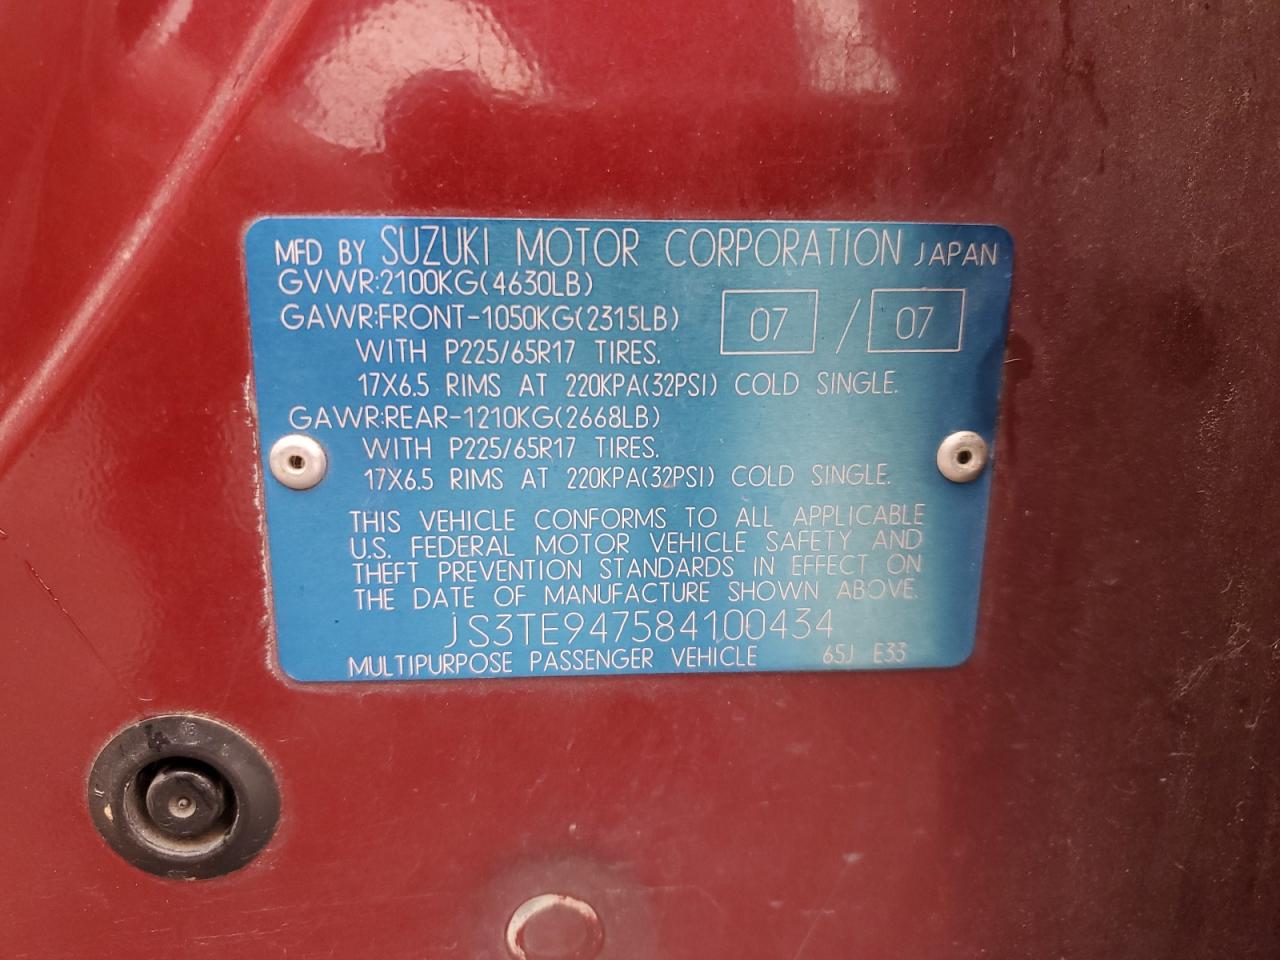 MFD BY SUZUKI MOTOR CORPORATION JAPAN
GVWR:2100KG(4630LB)
GAWR:FRONT-1050KG(2315LB) 07 / 07
WITH P225/65R17 TIRES.
17X6.5 RIMS AT 220KPA(32PSI) COLD SINGLE.
GAWR:REAR-1210KG(2668LB)
WITH P225/65R17 TIRES.
17X6.5 RIMS AT 220KPA(32PSI) COLD SINGLE.
THIS VEHICLE CONFORMS TO ALL APPLICABLE
U.S. FEDERAL MOTOR VEHICLE SAFETY AND
THEFT PREVENTION STANDARDS IN EFFECT ON
THE DATE OF MANUFACTURE SHOWN ABOVE.
JS3TE947584100434
MULTIPURPOSE PASSENGER VEHICLE 65J E33